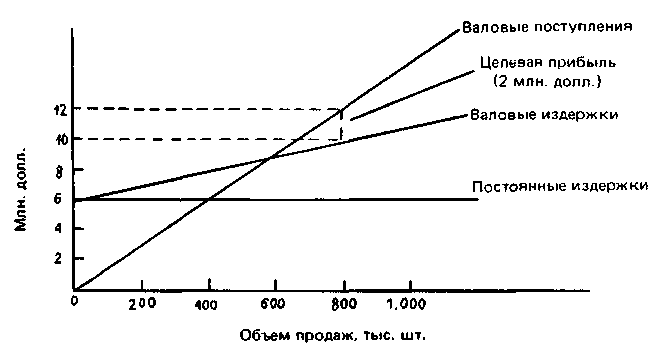 Валовые поступления
Целевая прибыль
(2 млн. долл.)
Валовые издержки
Постоянные издержки
Млн. долл.
12
10
8
6
4
2
0 200 400 600 800 1,000
Объем продаж, тыс. шт.